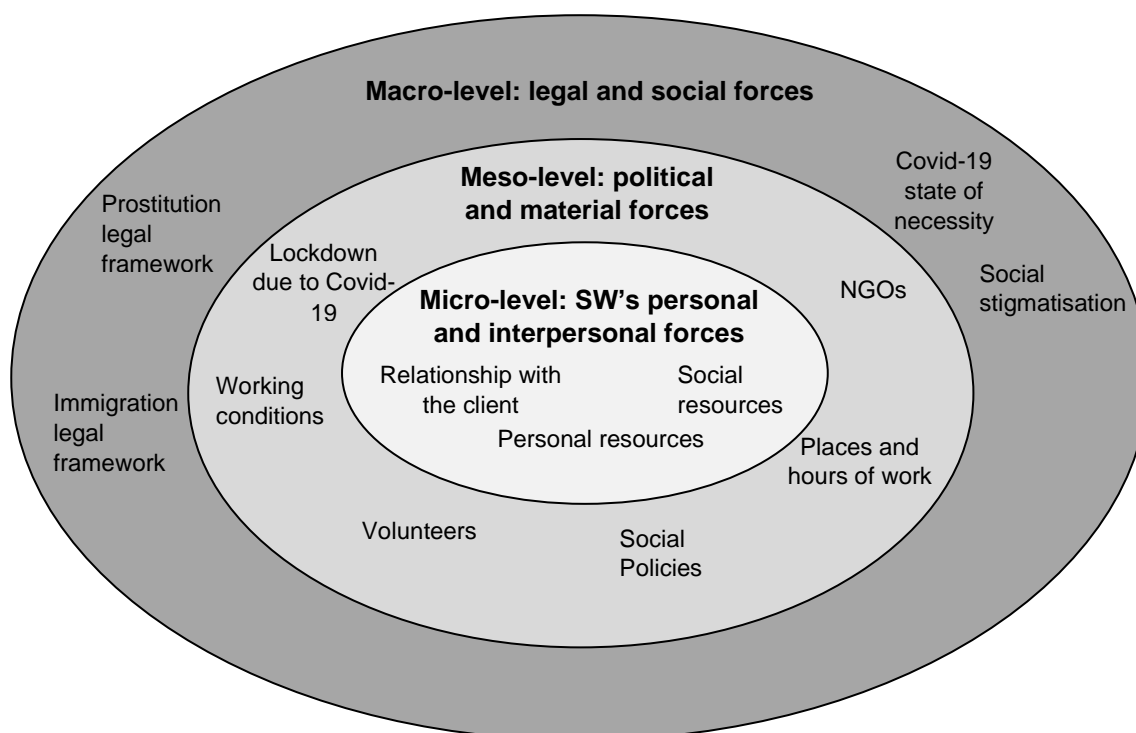 Macro-level: legal and social forces
Covid-19
state of
necessity
Prostitution
legal
framework
Social
stigmatisation
Immigration
legal
framework
Meso-level: political
and material forces
Lockdown
due to Covid-
19
NGOs
Working
conditions
Places and
hours of work
Volunteers
Social
Policies
Micro-level: SW's personal
and interpersonal forces
Relationship with
the client
Social
resources
Personal resources